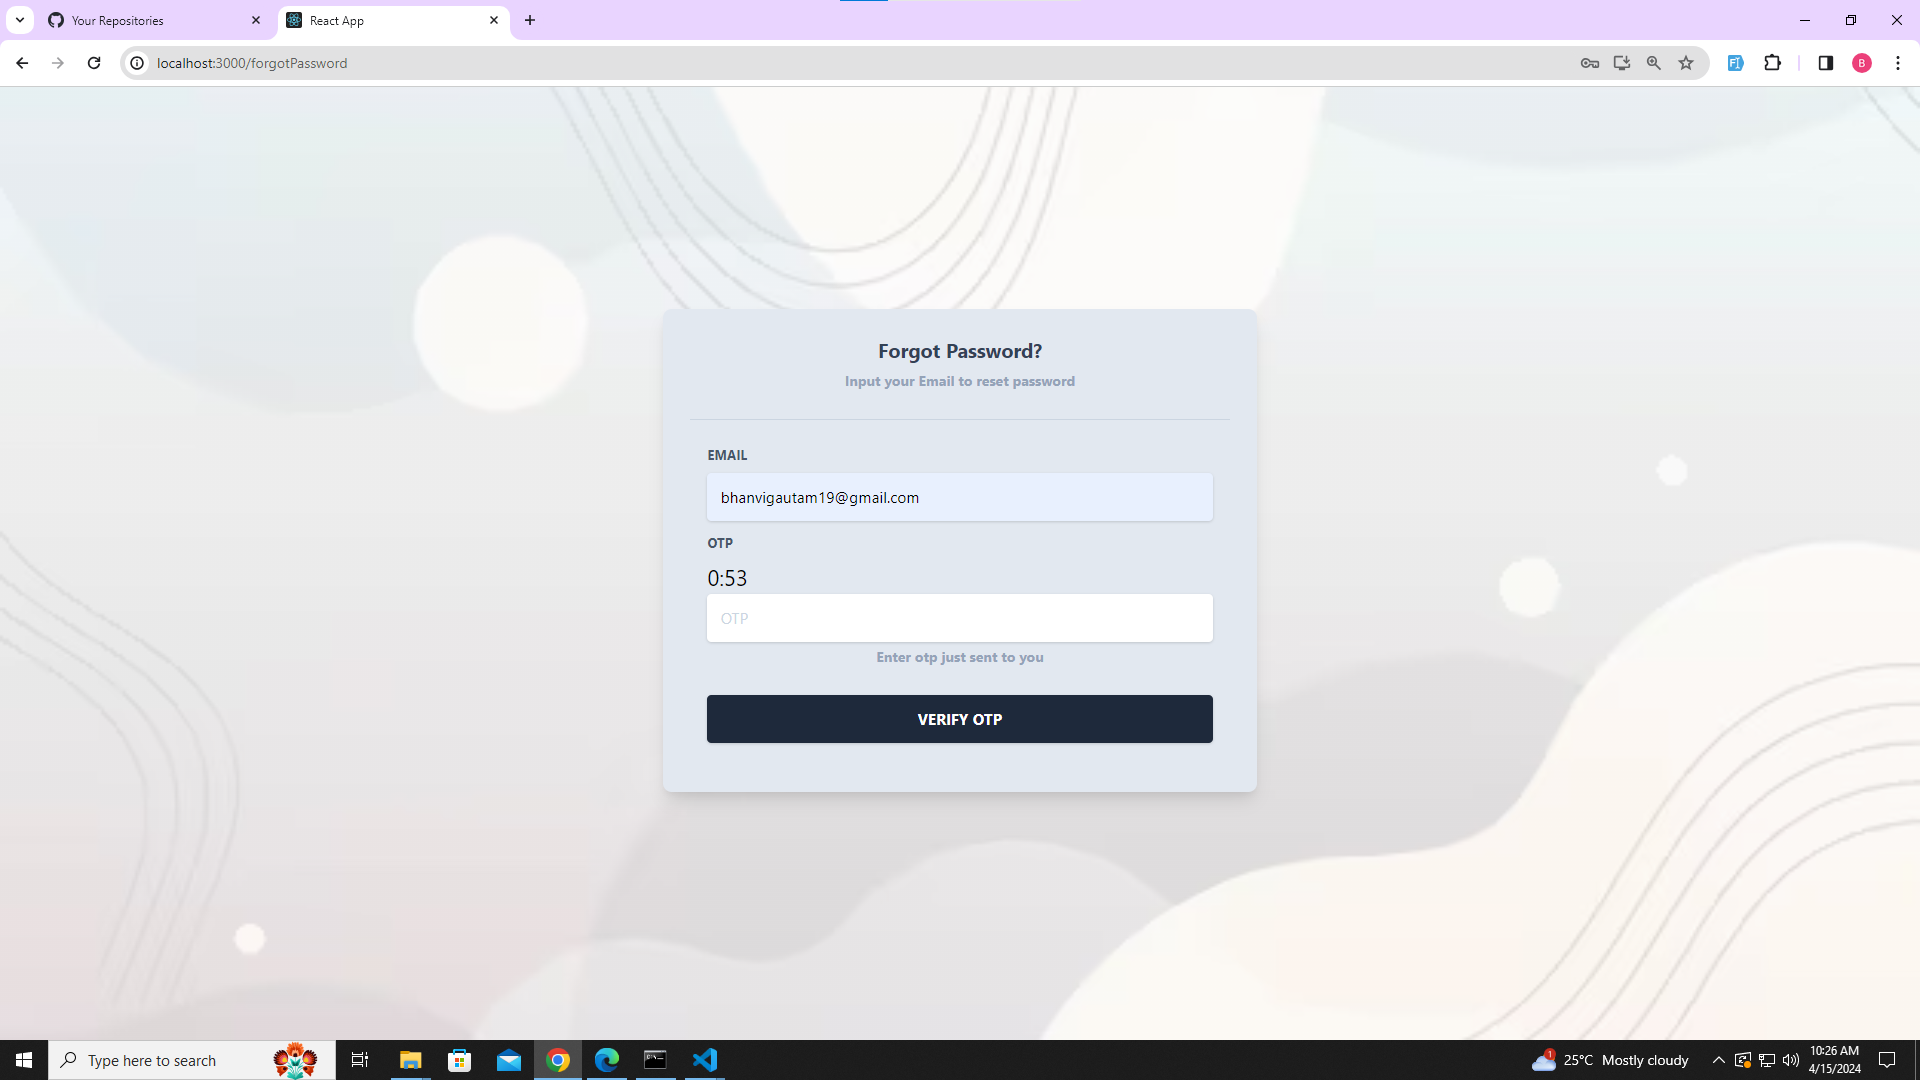 Your Repositories
React App
localhost:3000/forgotPassword
B
Forgot Password?
Input your Email to reset password
EMAIL
bhanvigautam19@gmail.com
OTP
0:53
OTP
Enter otp just sent to you
VERIFY OTP
Type here to search
1
25°C Mostly cloudy
10:26 AM
4/15/2024